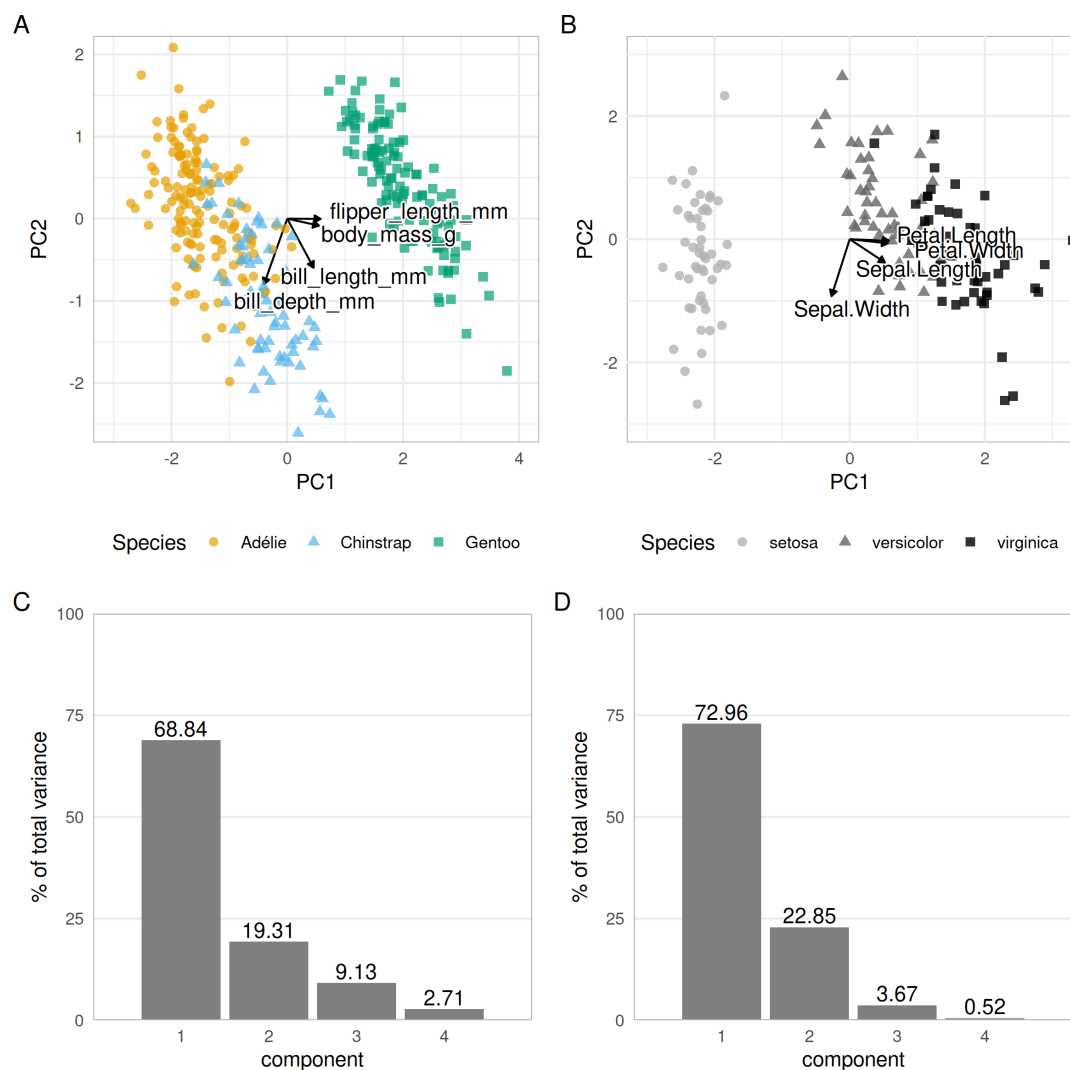 A
PC2
2
1
0
-1
-2
flipper_length_mm
body_mass_g
bill_length_mm
bill_depth_mm
-2 0 2 4
PC1
Species Adélie Chinstrap Gentoo
B
PC2
2
0
-2
Petal.Length
Petal.Width
Sepal.Length
Sepal.Width
-2 0 2
PC1
Species setosa versicolor virginica
C
% of total variance
100
75
50
25
0
68.84
19.31
9.13
2.71
1 2 3 4
component
D
% of total variance
100
75
50
25
0
72.96
22.85
3.67
0.52
1 2 3 4
component